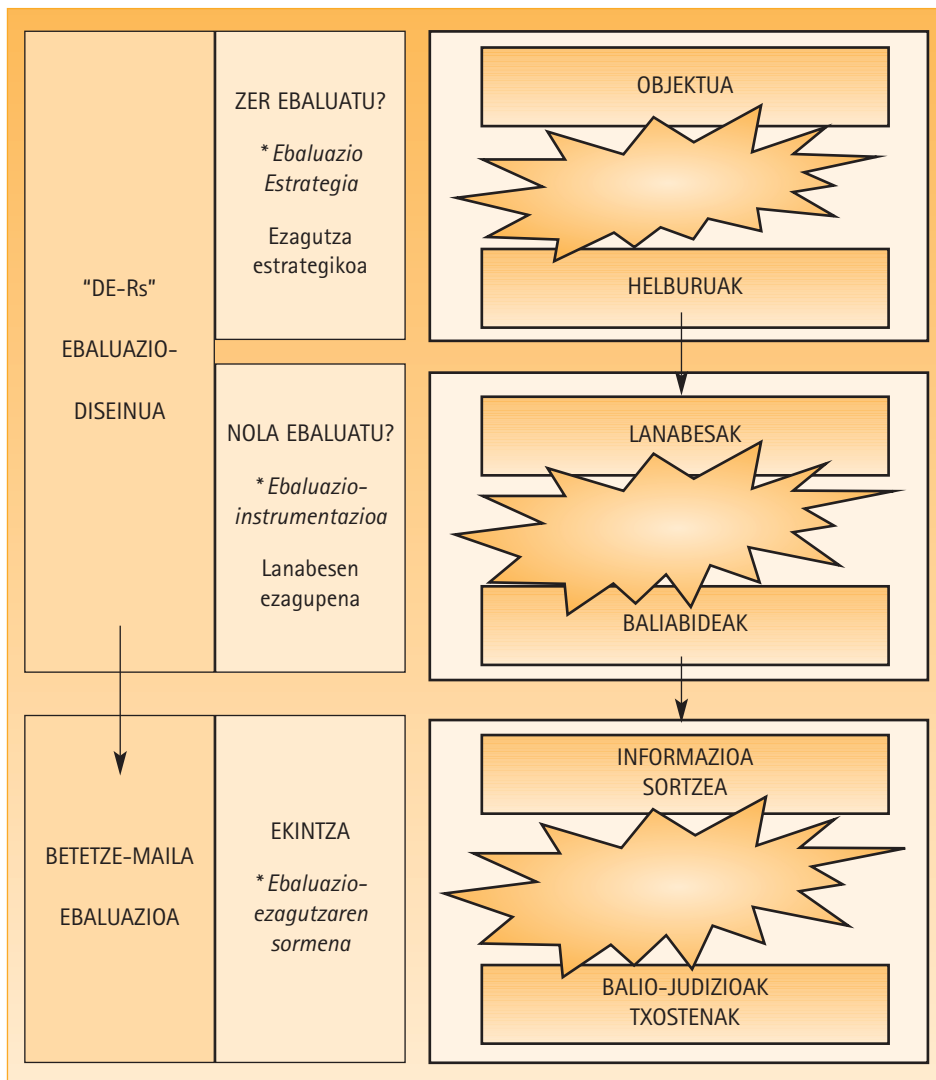 "DE-Rs"
EBALUAZIO-
DISEINUA
ZER EBALUATU?
* Ebaluazio
Estrategia
Ezagutza
estrategikoa
OBJEKTUA
HELBURUAK
NOLA EBALUATU?
* Ebaluazio-
instrumentazioa
Lanabesen
ezagupena
LANABESAK
BALIABIDEAK
BETETZE-MAILA
EBALUAZIOA
EKINTZA
* Ebaluazio-
ezagutzaren
sormena
INFORMAZIOA
SORTZEA
BALIO-JUDIZIOAK
TXOSTENAK